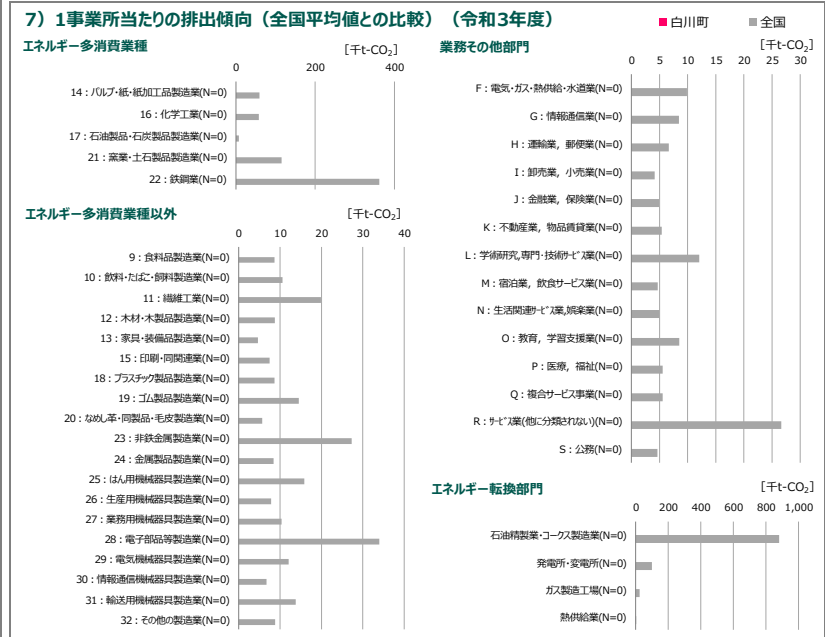 7）1事業所当たりの排出傾向（全国平均値との比較）（令和3年度）
■白川町 ■全国
エネルギー多消費業種
［千t-CO₂］
0 200 400
14：パルプ・紙・紙加工品製造業(N=0)
16：化学工業(N=0)
17：石油製品・石炭製品製造業(N=0)
21：窯業・土石製品製造業(N=0)
22：鉄鋼業(N=0)
エネルギー多消費業種以外
［千t-CO₂］
0 10 20 30 40
9：食料品製造業(N=0)
10：飲料・たばこ・飼料製造業(N=0)
11：繊維工業(N=0)
12：木材・木製品製造業(N=0)
13：家具・装備品製造業(N=0)
15：印刷・同関連業(N=0)
18：プラスチック製品製造業(N=0)
19：ゴム製品製造業(N=0)
20：なめし革・同製品・毛皮製造業(N=0)
23：非鉄金属製造業(N=0)
24：金属製品製造業(N=0)
25：はん用機械器具製造業(N=0)
26：生産用機械器具製造業(N=0)
27：業務用機械器具製造業(N=0)
28：電子部品等製造業(N=0)
29：電気機械器具製造業(N=0)
30：情報通信機械器具製造業(N=0)
31：輸送用機械器具製造業(N=0)
32：その他の製造業(N=0)
業務その他部門
［千t-CO₂］
0 5 10 15 20 25 30
F：電気・ガス・熱供給・水道業(N=0)
G：情報通信業(N=0)
H：運輸業，郵便業(N=0)
I：卸売業，小売業(N=0)
J：金融業，保険業(N=0)
K：不動産業，物品賃貸業(N=0)
L：学術研究,専門・技術サービス業(N=0)
M：宿泊業，飲食サービス業(N=0)
N：生活関連サービス業,娯楽業(N=0)
O：教育，学習支援業(N=0)
P：医療，福祉(N=0)
Q：複合サービス事業(N=0)
R：サービス業(他に分類されない)(N=0)
S：公務(N=0)
エネルギー転換部門
［千t-CO₂］
0 200 400 600 800 1,000
石油精製業・コークス製造業(N=0)
発電所・変電所(N=0)
ガス製造工場(N=0)
熱供給業(N=0)